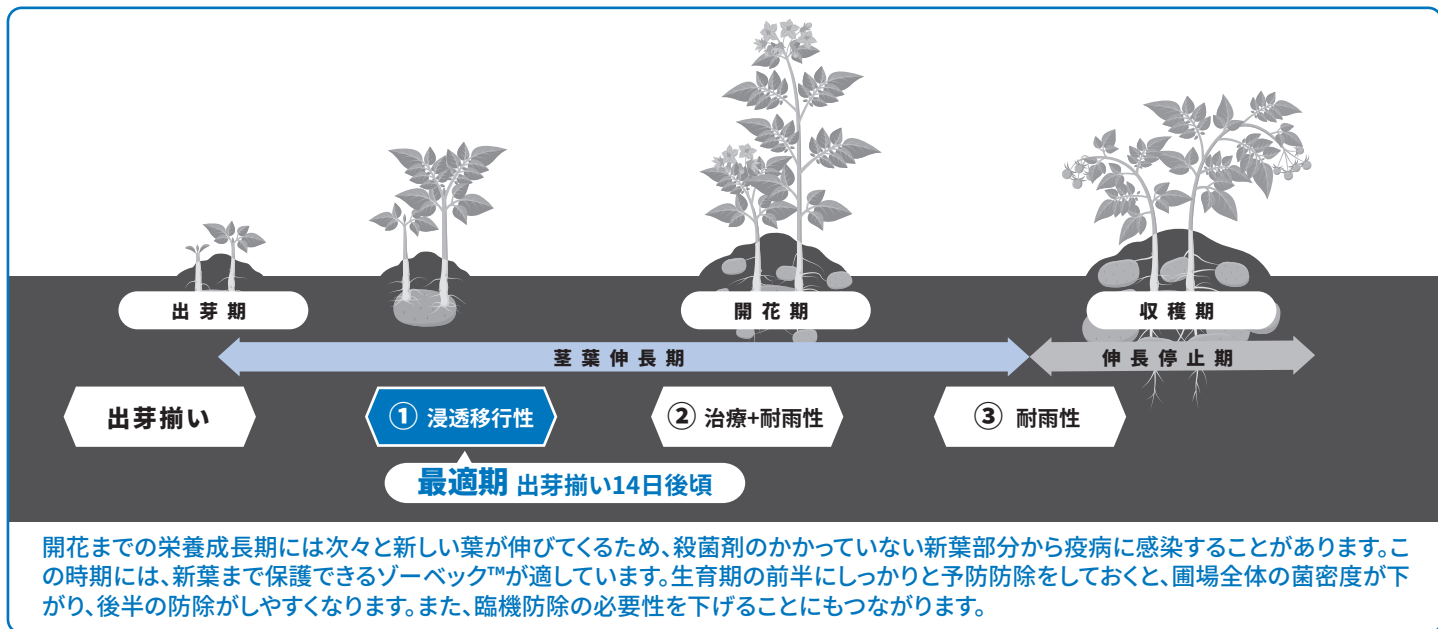 出芽期
開花期
収穫期
茎葉伸長期
伸長停止期
出芽揃い
① 浸透移行性
② 治療+耐雨性
③ 耐雨性
最適期 出芽揃い14日後頃
開花までの栄養成長期には次々と新しい葉が伸びてくるため、殺菌剤のかかっていない新葉部分から疫病に感染することがあります。こ
の時期には、新葉まで保護できるゾーベック™が適しています。生育期の前半にしっかりと予防防除をしておくと、圃場全体の菌密度が下
がり、後半の防除がしやすくなります。また、臨機防除の必要性を下げることにもつながります。